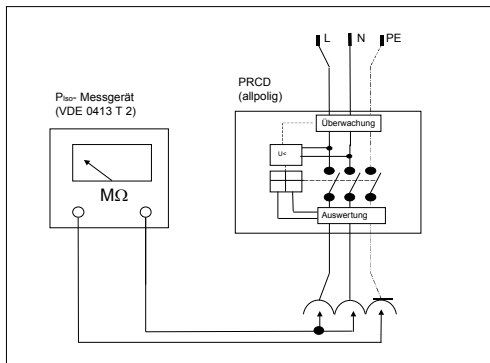 L N PE
PRCD
(allpolig)
PIso- Messgerät
(VDE 0413 T 2)
Überwachung
U<
MΩ
Auswertung